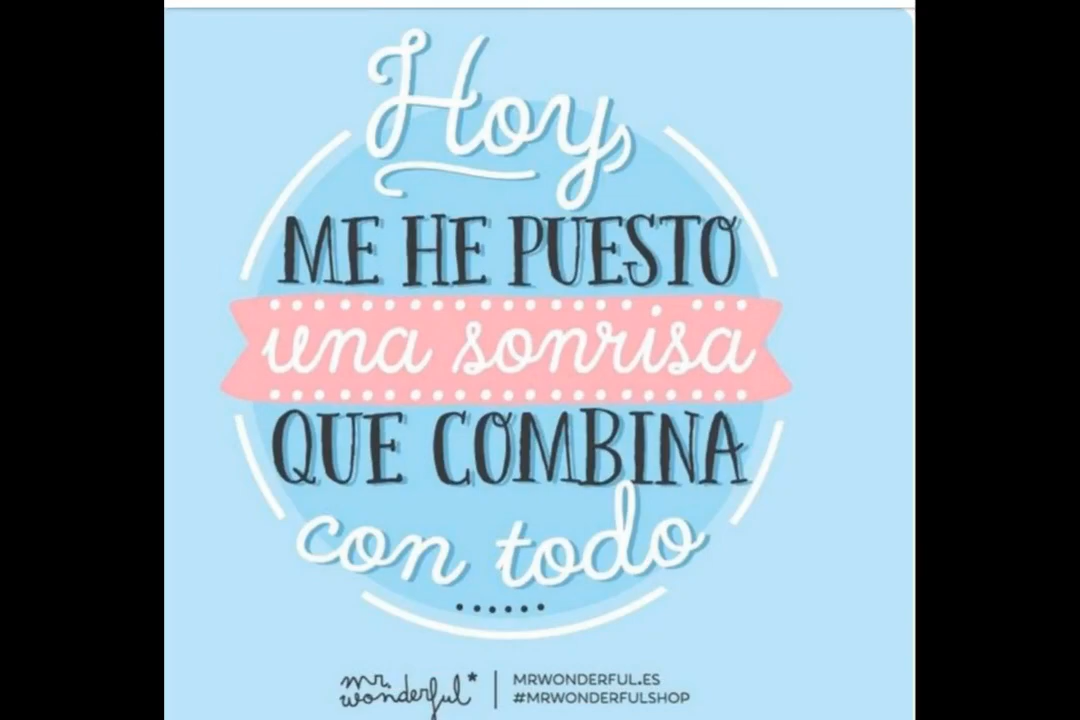 Hoy,
ME HE PUESTO
una sonrisa
QUE COMBINA
con todo
mr. wonderful*
MRWONDERFUL.ES
#MRWONDERFULSHOP